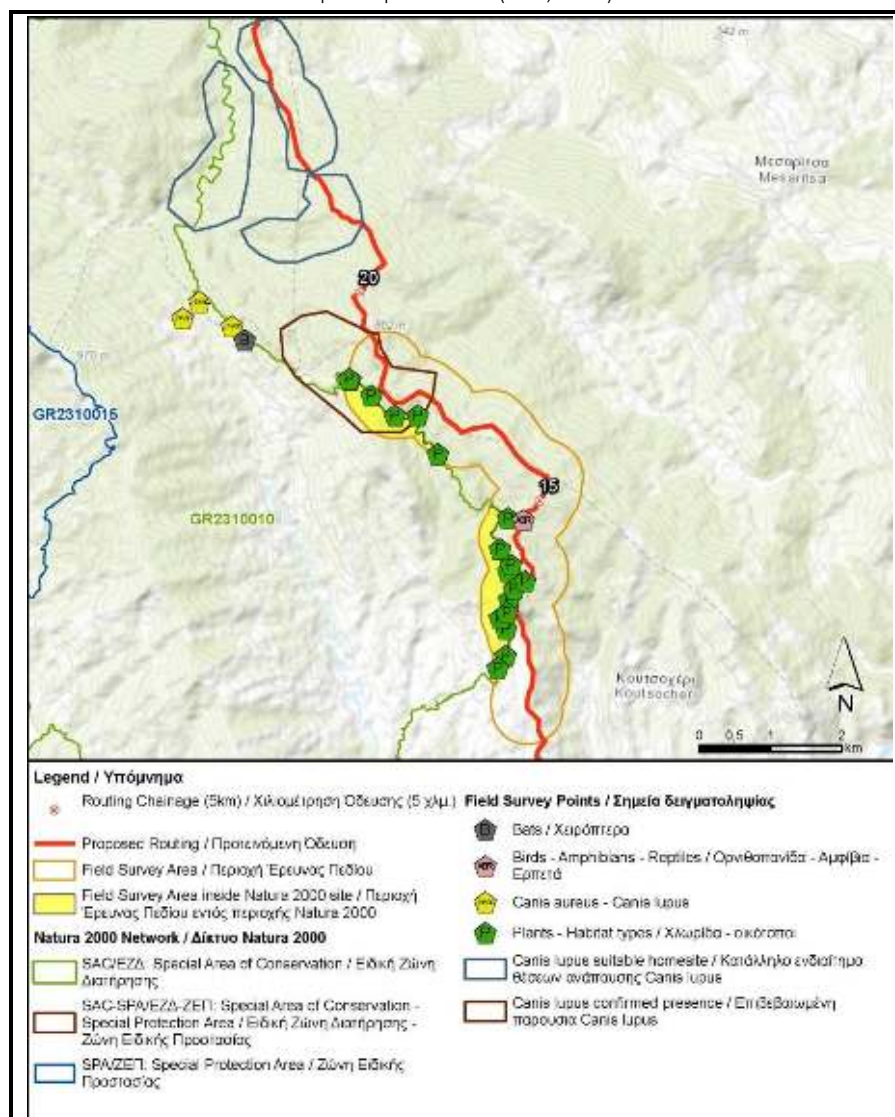 542 m
Μεσαρίτσα
Mesaritsa
20
802 m
970 m
GR2310015
15
GR2310010
Κουτσοχέρι
Koutsocheri
N
0 0,5 1 2
km
Legend / Υπόμνημα
Routing Chainage (5km) / Χιλιομέτρηση Όδευσης (5 χλμ.)
Proposed Routing / Προτεινόμενη Όδευση
Field Survey Area / Περιοχή Έρευνας Πεδίου
Field Survey Area inside Natura 2000 site / Περιοχή
Έρευνας Πεδίου εντός περιοχής Natura 2000
Natura 2000 Network / Δίκτυο Natura 2000
SAC/ΕΖΔ: Special Area of Conservation / Ειδική Ζώνη
Διατήρησης
SAC-SPA/ΕΖΔ-ΖΕΠ: Special Area of Conservation -
Special Protection Area / Ειδική Ζώνη Διατήρησης -
Ζώνη Ειδικής Προστασίας
SPA/ΖΕΠ: Special Protection Area / Ζώνη Ειδικής
Προστασίας
Field Survey Points / Σημεία δειγματοληψίας
B
Bats / Χειρόπτερα
Birds - Amphibians - Reptiles / Ορνιθοπανίδα - Αμφίβια -
Ερπετά
Canis aureus - Canis lupus
P
Plants - Habitat types / Χλωρίδα - οικότοποι
Canis lupus suitable homesite / Κατάλληλο ενδιαίτημα
θέσεων ανάπαυσης Canis lupus
Canis lupus confirmed presence / Επιβεβαιωμένη
παρουσία Canis lupus